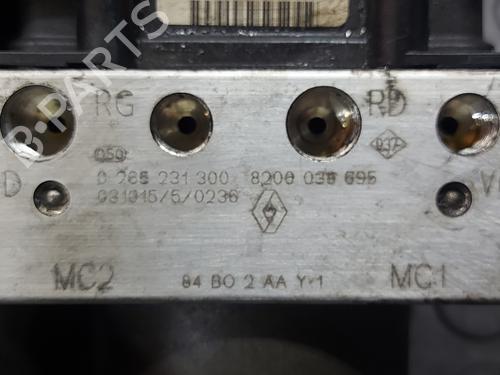 RG RD
050 037
0 265 231 300 8200 038 695
031015/5/0236
D V
MC2 MC1
84 BO 2 AA Y 1
B-PARTS